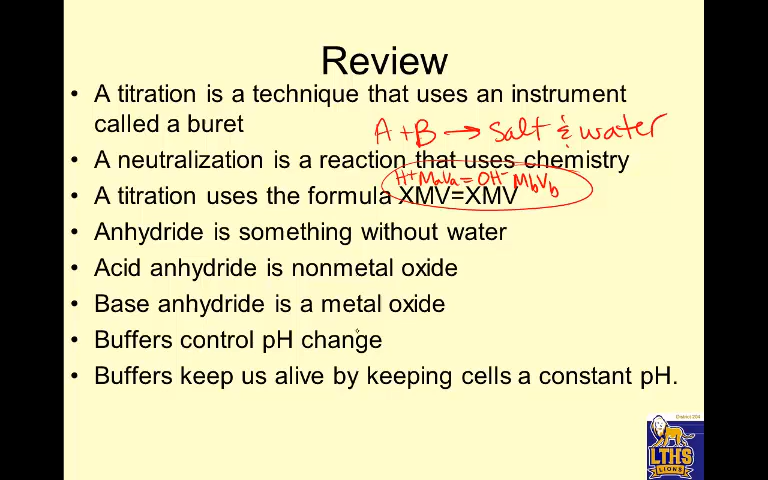 Review
• A titration is a technique that uses an instrument
called a buret
A + B → Salt & water
• A neutralization is a reaction that uses chemistry
H+ MaVa = OH- MbVb
• A titration uses the formula XMV=XMV
• Anhydride is something without water
• Acid anhydride is nonmetal oxide
• Base anhydride is a metal oxide
• Buffers control pH change
• Buffers keep us alive by keeping cells a constant pH.
District 204
LTHS
LIONS